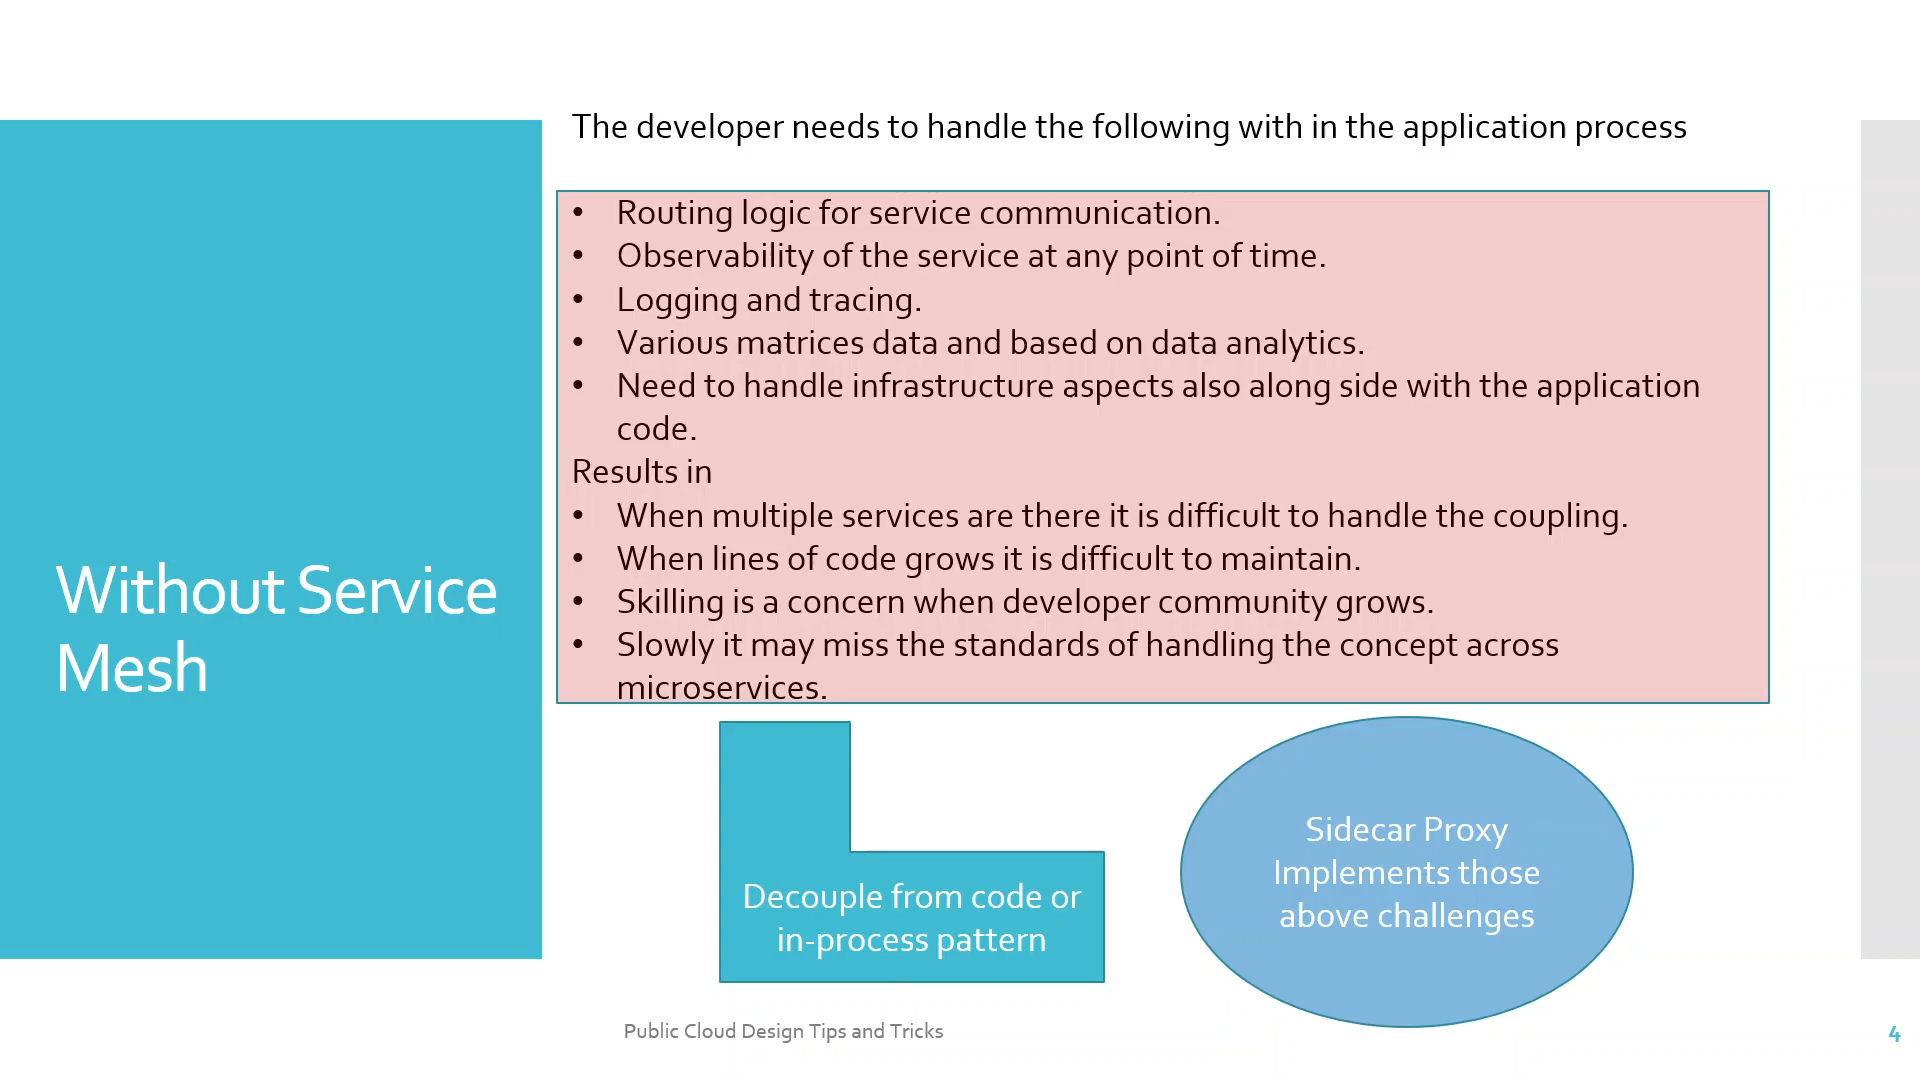 Without Service
Mesh
The developer needs to handle the following with in the application process
• Routing logic for service communication.
• Observability of the service at any point of time.
• Logging and tracing.
• Various matrices data and based on data analytics.
• Need to handle infrastructure aspects also along side with the application
code.
Results in
• When multiple services are there it is difficult to handle the coupling.
• When lines of code grows it is difficult to maintain.
• Skilling is a concern when developer community grows.
• Slowly it may miss the standards of handling the concept across
microservices.
Decouple from code or
in-process pattern
Sidecar Proxy
Implements those
above challenges
Public Cloud Design Tips and Tricks
4